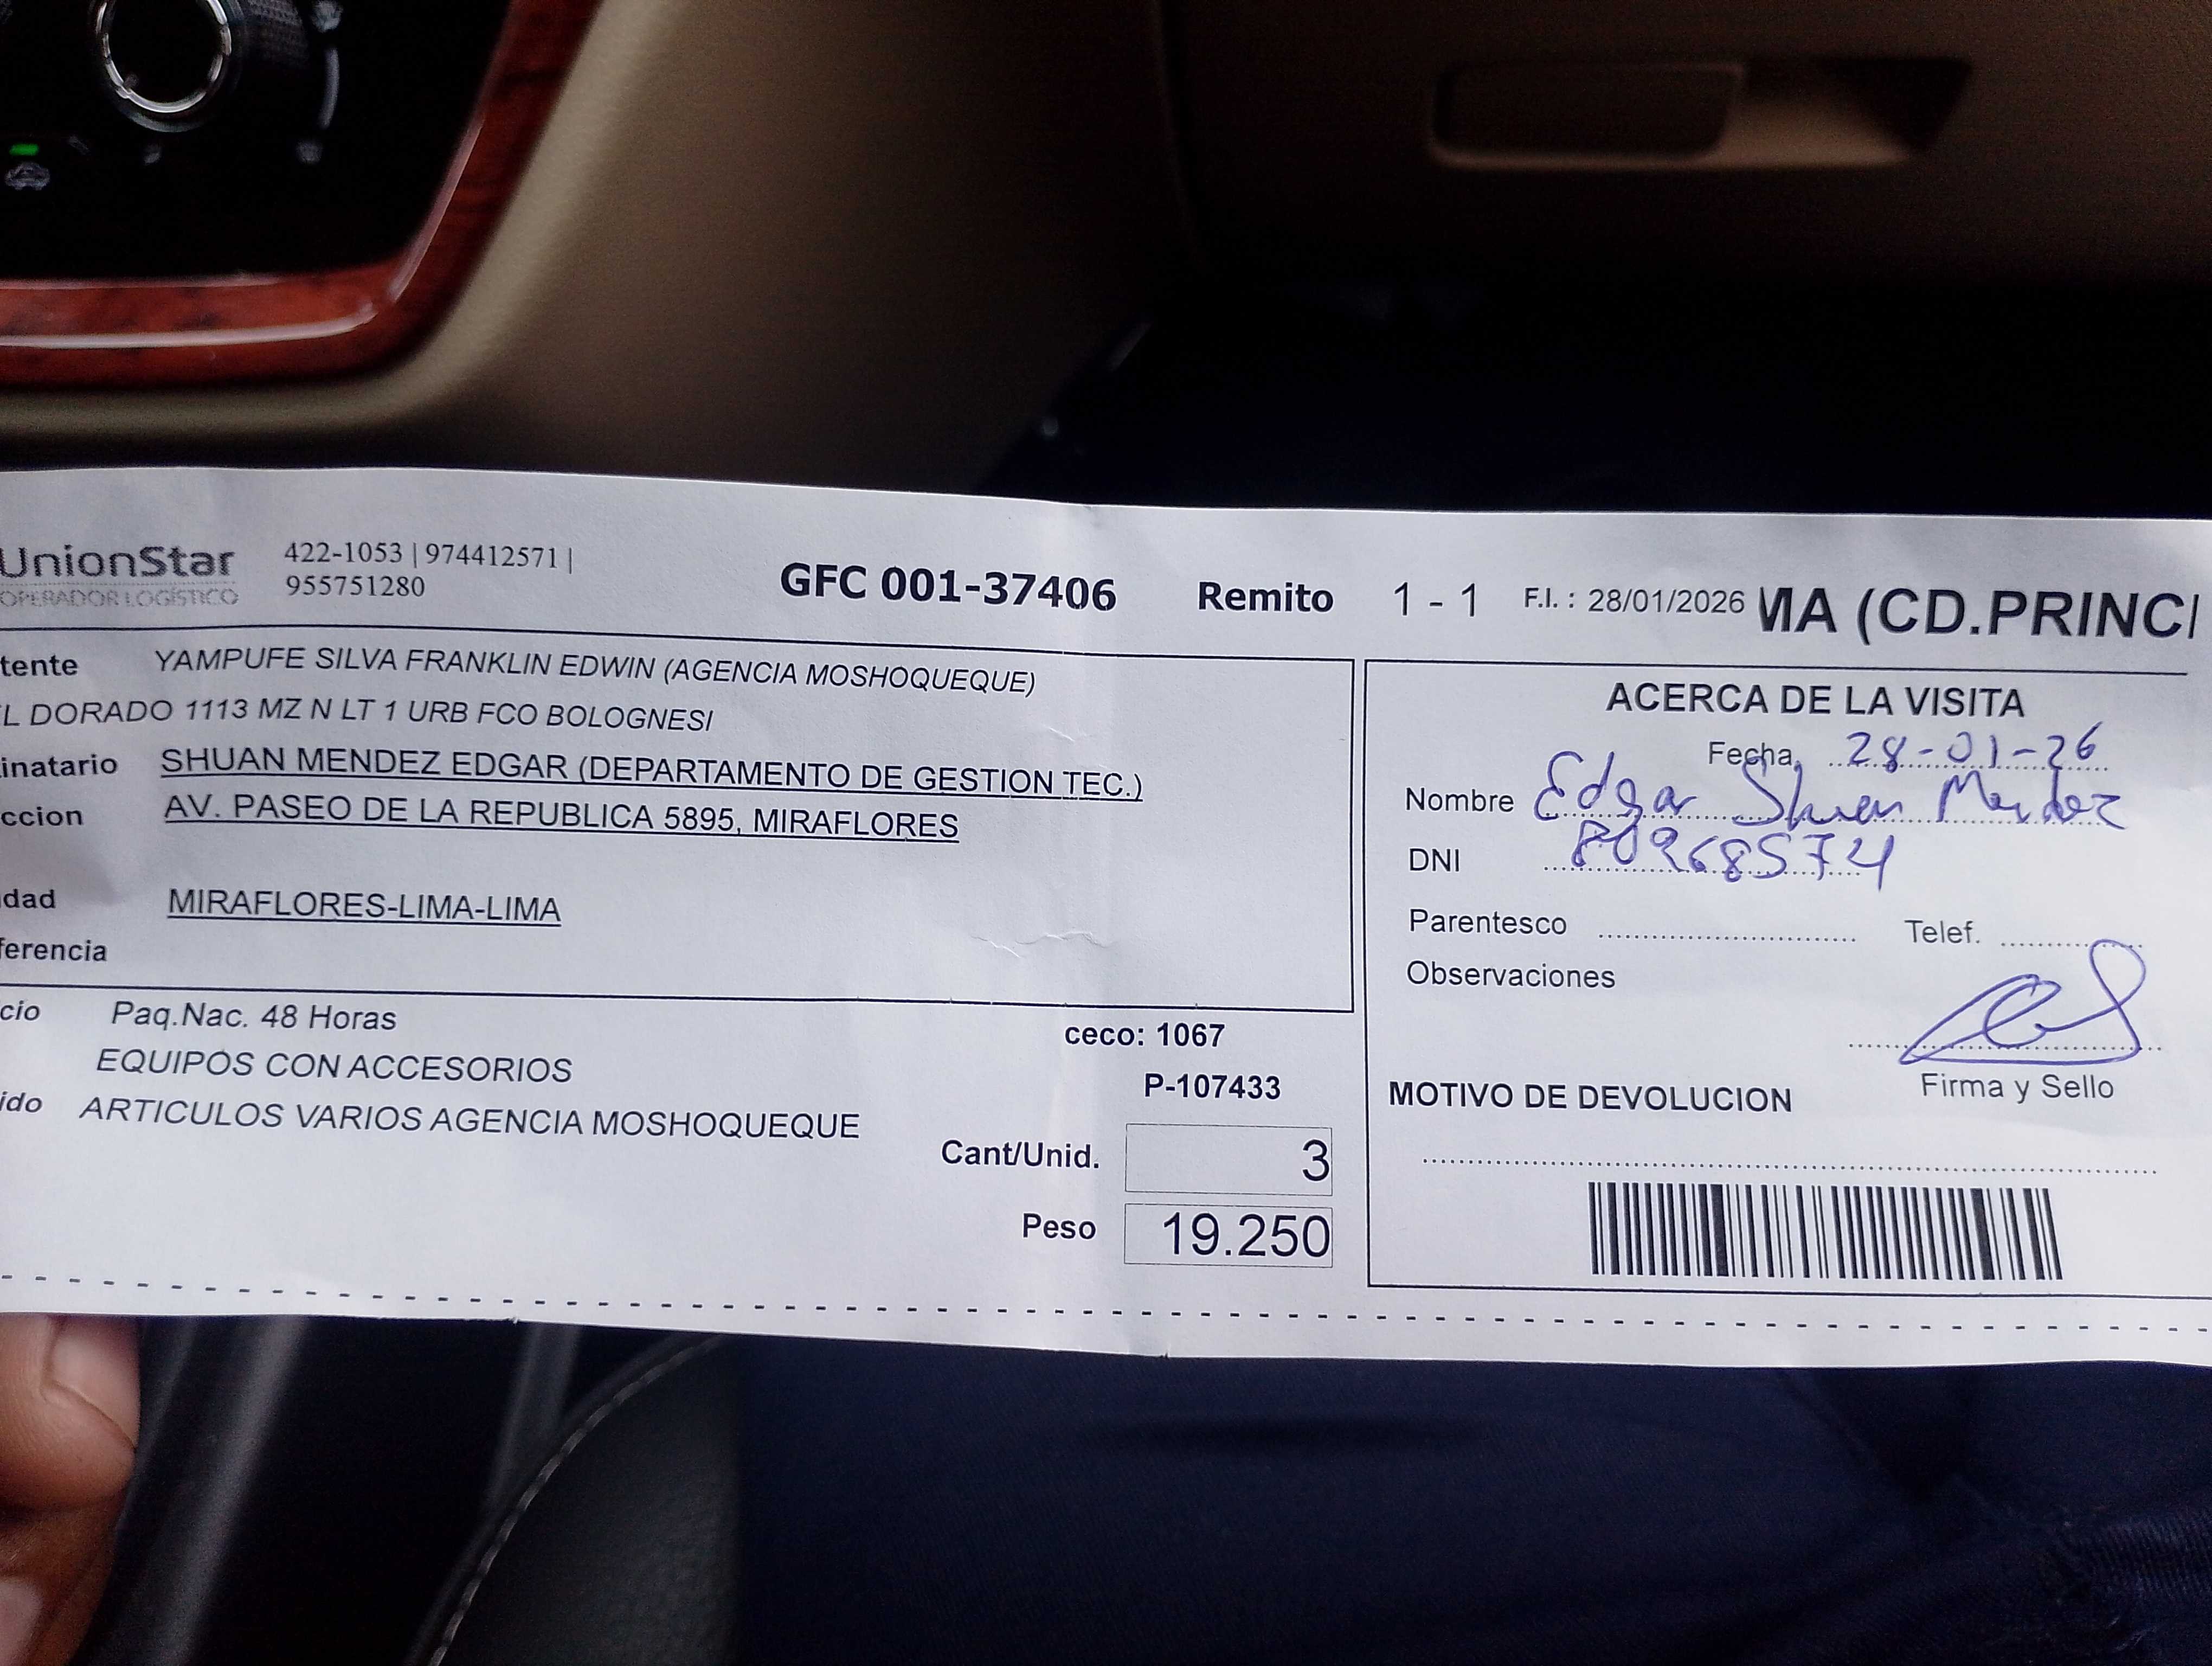 UnionStar
OPERADOR LOGÍSTICO
422-1053 | 974412571 |
955751280
GFC 001-37406 Remito 1 - 1 F.I. : 28/01/2026 MA (CD.PRINCI
tente YAMPUFE SILVA FRANKLIN EDWIN (AGENCIA MOSHOQUEQUE)
L DORADO 1113 MZ N LT 1 URB FCO BOLOGNESI
inatario SHUAN MENDEZ EDGAR (DEPARTAMENTO DE GESTION TEC.)
ccion AV. PASEO DE LA REPUBLICA 5895, MIRAFLORES
dad MIRAFLORES-LIMA-LIMA
ferencia
cio Paq.Nac. 48 Horas
EQUIPOS CON ACCESORIOS
ido ARTICULOS VARIOS AGENCIA MOSHOQUEQUE
ceco: 1067
P-107433
Cant/Unid. 3
Peso 19.250
ACERCA DE LA VISITA
Fecha 28-01-26
Nombre Edgar Shuan Mendez
DNI 80968574
Parentesco Telef.
Observaciones
Firma y Sello
MOTIVO DE DEVOLUCION